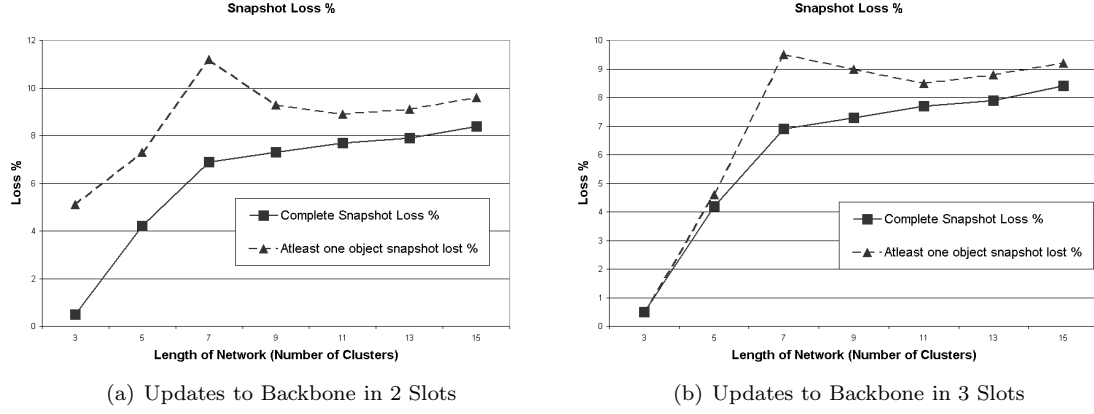 Snapshot Loss %
12
10
8
6
4
2
0
Loss %
3 5 7 9 11 13 15
Length of Network (Number of Clusters)
Complete Snapshot Loss %
Atleast one object snapshot lost %
(a) Updates to Backbone in 2 Slots
Snapshot Loss %
10
9
8
7
6
5
4
3
2
1
0
Loss %
3 5 7 9 11 13 15
Length of Network (Number of Clusters)
Complete Snapshot Loss %
Atleast one object snapshot lost %
(b) Updates to Backbone in 3 Slots